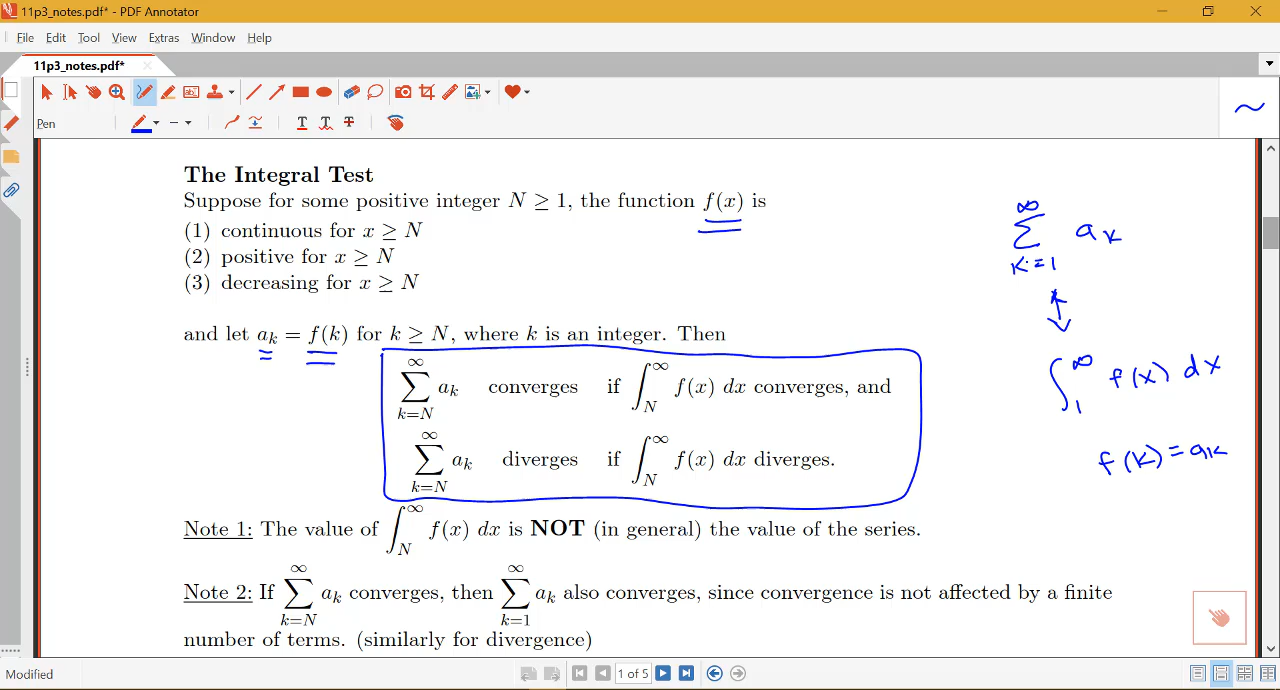 11p3_notes.pdf* - PDF Annotator
File Edit Edit Tool View Extras Window Help
11p3_notes.pdf*
Pen
The Integral Test
Suppose for some positive integer N ≥ 1, the function f(x) is
(1) continuous for x ≥ N
(2) positive for x ≥ N
(3) decreasing for x ≥ N
and let a_k = f(k) for k ≥ N, where k is an integer. Then
∑_{k=N}^{∞} a_k converges if ∫_N^∞ f(x) dx converges, and
∑_{k=N}^{∞} a_k diverges if ∫_N^∞ f(x) dx diverges.
Note 1: The value of ∫_N^∞ f(x) dx is NOT (in general) the value of the series.
Note 2: If ∑_{k=N}^{∞} a_k converges, then ∑_{k=1}^{∞} a_k also converges, since convergence is not affected by a finite
number of terms. (similarly for divergence)
∑_{k=1}^{∞} a_k
∫_1^∞ f(x) dx
f(k) = a_k
Modified
1 of 5